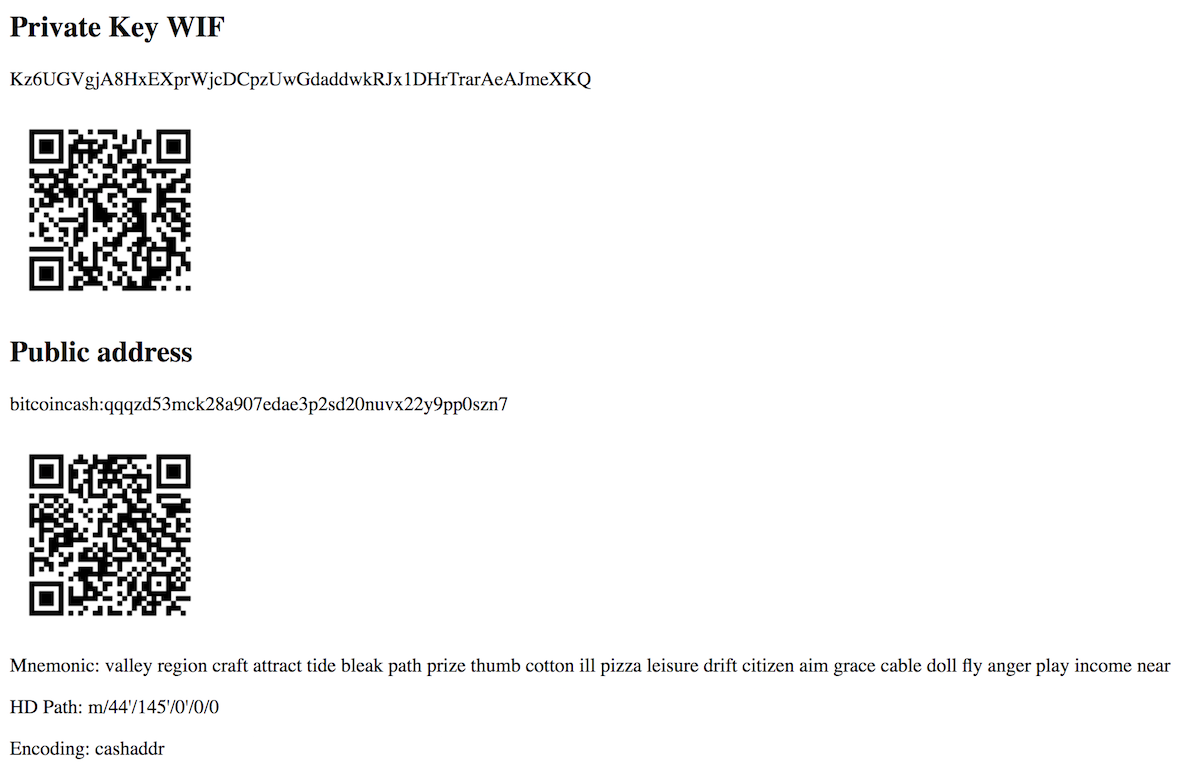 Private Key WIF
Kz6UGVgjA8HxEXprWjcDCpzUwGdaddwkRJx1DHrTrarAeAJmeXKQ
Public address
bitcoincash:qqqzd53mck28a907edae3p2sd20nuvx22y9pp0szn7
Mnemonic: valley region craft attract tide bleak path prize thumb cotton ill pizza leisure drift citizen aim grace cable doll fly anger play income near
HD Path: m/44'/145'/0'/0/0
Encoding: cashaddr